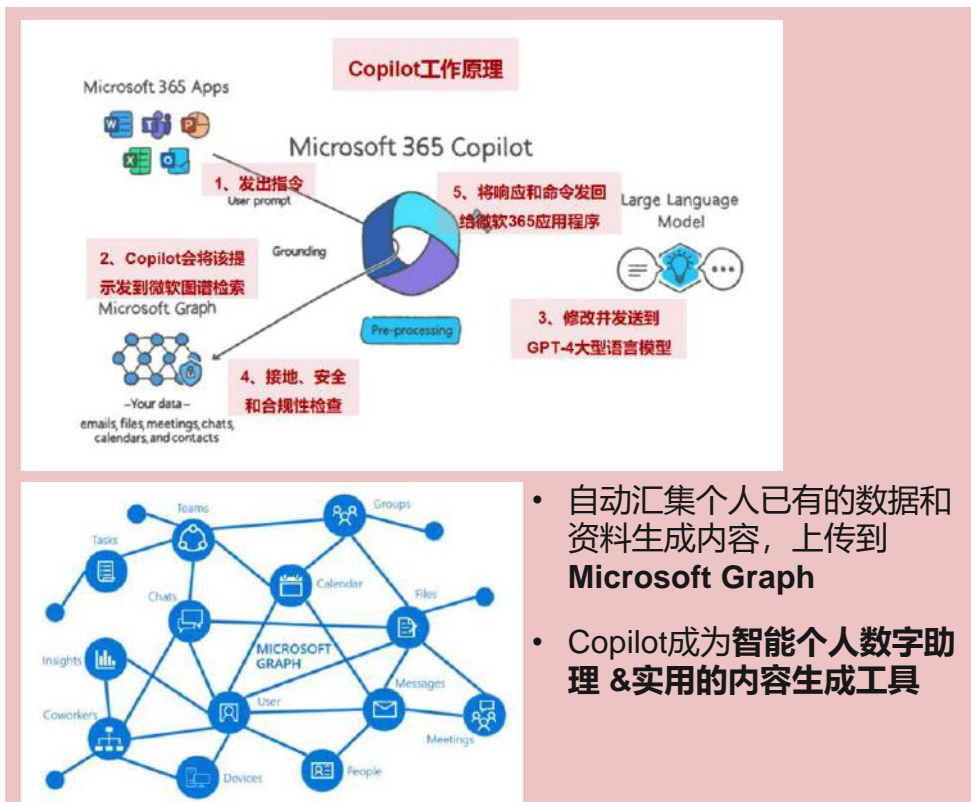 Copilot工作原理
Microsoft 365 Apps
Microsoft 365 Copilot
1、发出指令
User prompt
5、将响应和命令发回
给微软365应用程序
Large Language
Model
2、Copilot会将该提
示发到微软图谱检索
Grounding
Microsoft Graph
Pre-processing
3、修改并发送到
GPT-4大型语言模型
4、接地、安全
和合规性检查
–Your data–
emails, files, meetings, chats,
calendars, and contacts
Teams
Groups
Tasks
Calendar
Chats
Files
MICROSOFT
GRAPH
Insights
User
Messages
Coworkers
Meetings
Devices
People
• 自动汇集个人已有的数据和
资料生成内容，上传到
Microsoft Graph
• Copilot成为智能个人数字助
理 &实用的内容生成工具